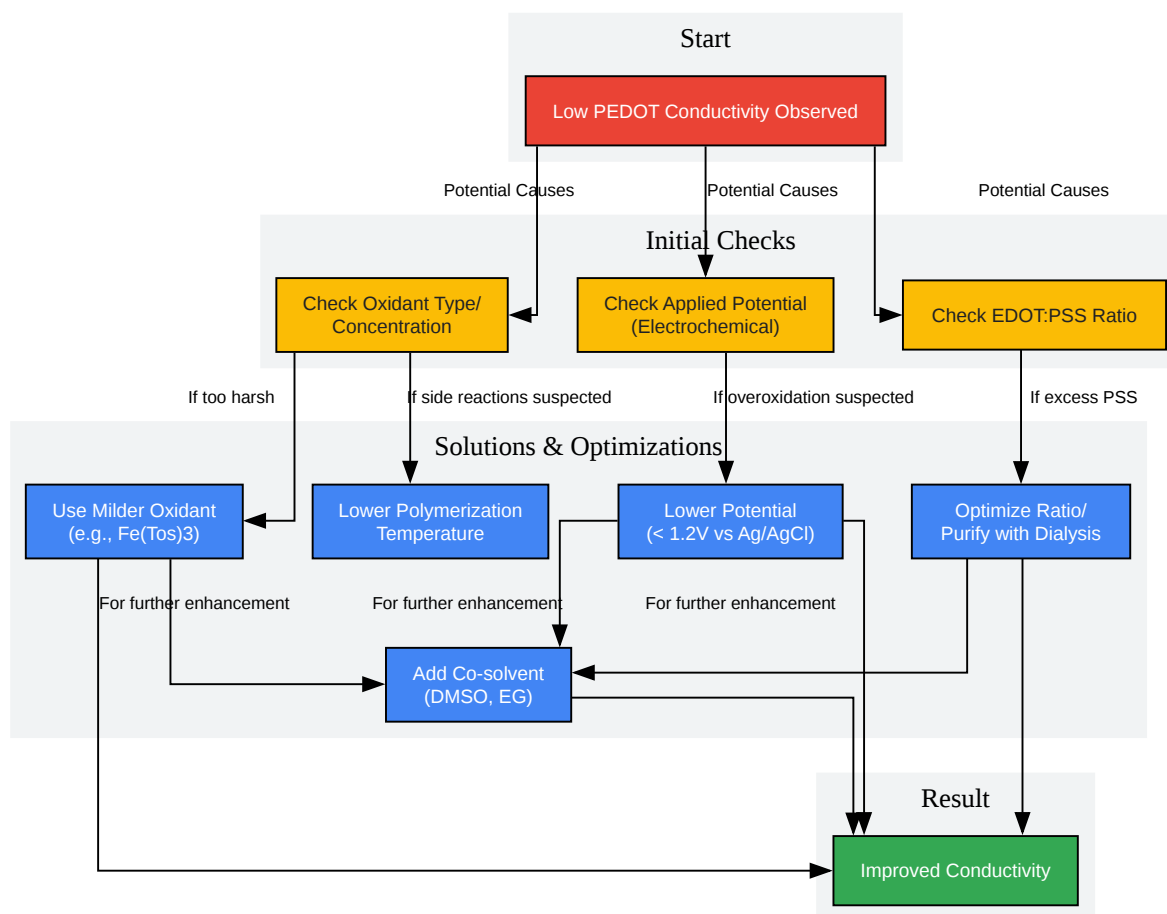 Start
Low PEDOT Conductivity Observed
Potential Causes
Potential Causes
Potential Causes
Initial Checks
Check Oxidant Type/
Concentration
Check Applied Potential
(Electrochemical)
Check EDOT:PSS Ratio
If too harsh
If side reactions suspected
If overoxidation suspected
If excess PSS
Solutions & Optimizations
Use Milder Oxidant
(e.g., Fe(Tos)3)
Lower Polymerization
Temperature
Lower Potential
(< 1.2V vs Ag/AgCl)
Optimize Ratio/
Purify with Dialysis
For further enhancement
For further enhancement
For further enhancement
Add Co-solvent
(DMSO, EG)
Result
Improved Conductivity